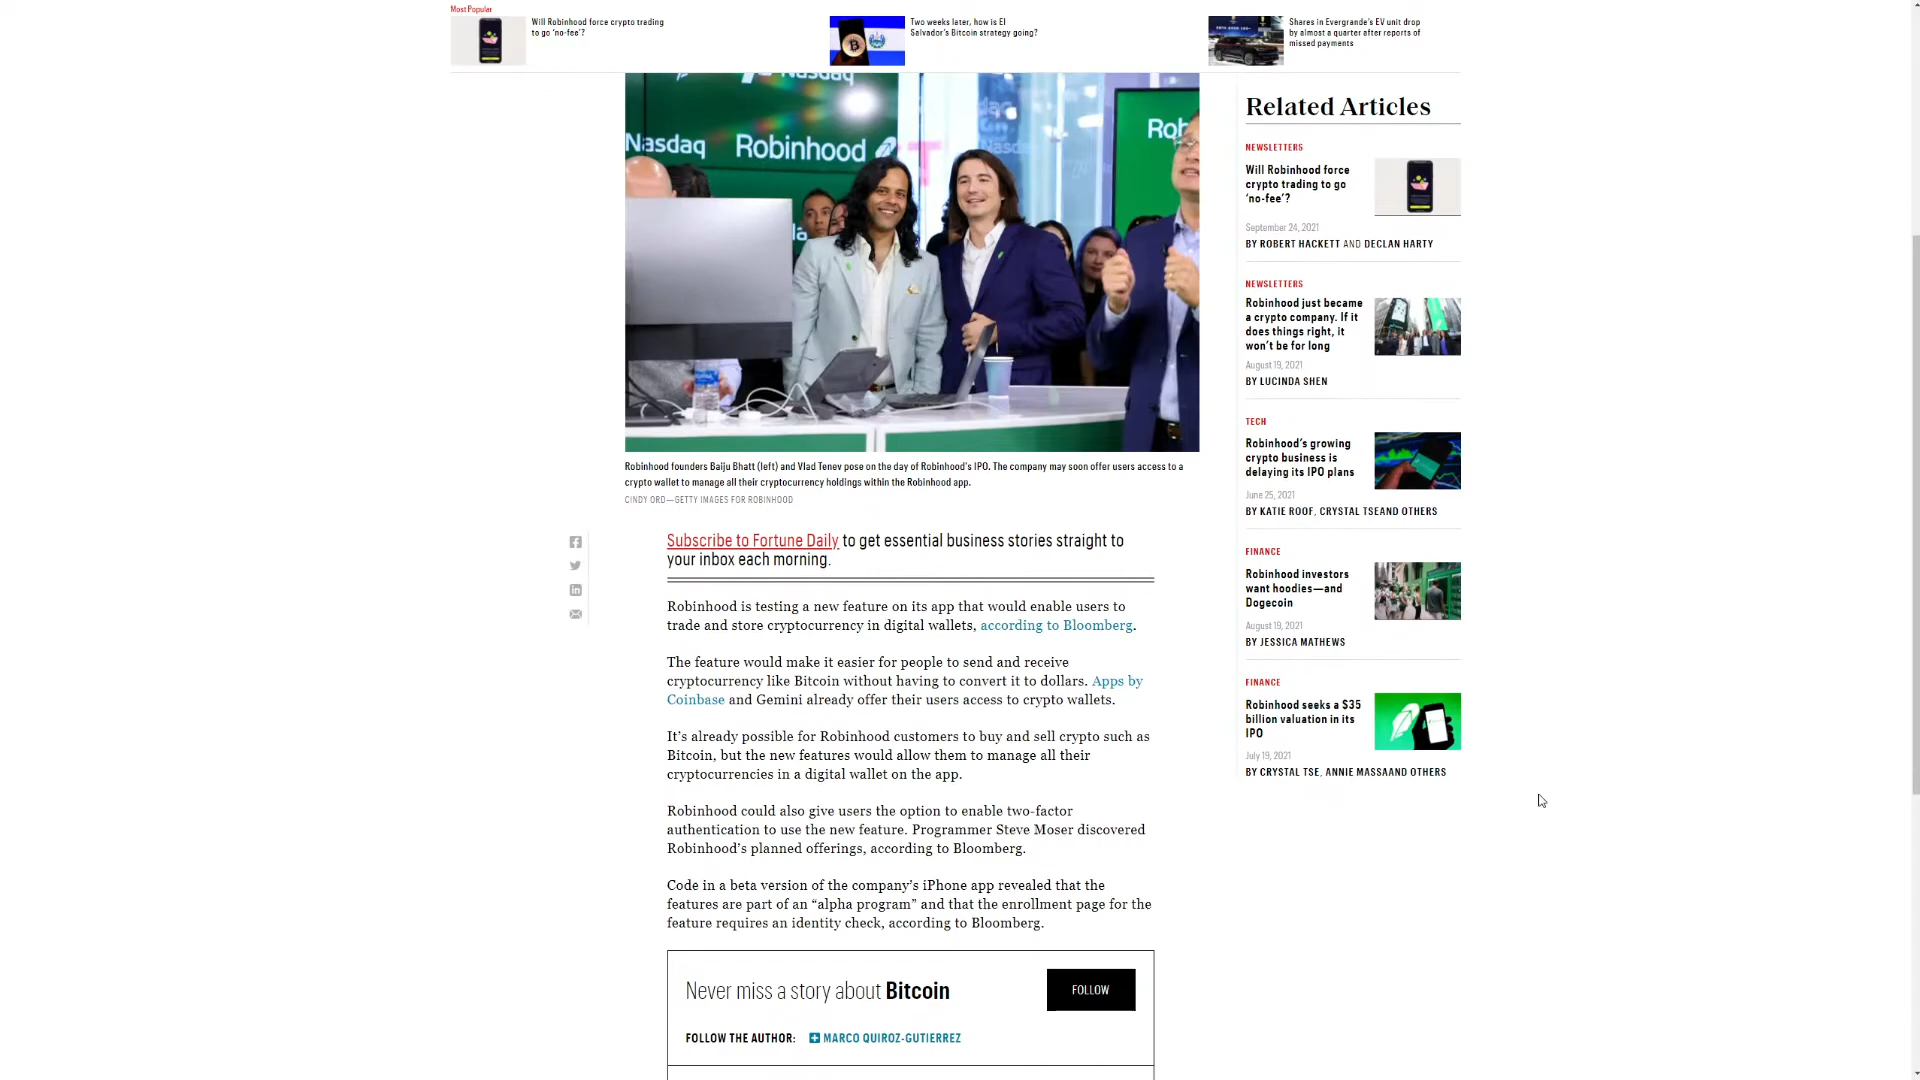 Most Popular
Will Robinhood force crypto trading
to go ‘no-fee’?
Two weeks later, how is El
Salvador’s Bitcoin strategy going?
Shares in Evergrande’s EV unit drop
by almost a quarter after reports of
missed payments
Nasdaq
Nasdaq
Robinhood
Rob
Robinhood founders Baiju Bhatt (left) and Vlad Tenev pose on the day of Robinhood’s IPO. The company may soon offer users access to a
crypto wallet to manage all their cryptocurrency holdings within the Robinhood app.
CINDY ORD—GETTY IMAGES FOR ROBINHOOD
Subscribe to Fortune Daily to get essential business stories straight to
your inbox each morning.
Robinhood is testing a new feature on its app that would enable users to
trade and store cryptocurrency in digital wallets, according to Bloomberg.
The feature would make it easier for people to send and receive
cryptocurrency like Bitcoin without having to convert it to dollars. Apps by
Coinbase and Gemini already offer their users access to crypto wallets.
It’s already possible for Robinhood customers to buy and sell crypto such as
Bitcoin, but the new features would allow them to manage all their
cryptocurrencies in a digital wallet on the app.
Robinhood could also give users the option to enable two-factor
authentication to use the new feature. Programmer Steve Moser discovered
Robinhood’s planned offerings, according to Bloomberg.
Code in a beta version of the company’s iPhone app revealed that the
features are part of an “alpha program” and that the enrollment page for the
feature requires an identity check, according to Bloomberg.
Never miss a story about Bitcoin
FOLLOW
FOLLOW THE AUTHOR: MARCO QUIROZ-GUTIERREZ
Related Articles
NEWSLETTERS
Will Robinhood force
crypto trading to go
‘no-fee’?
September 24, 2021
BY ROBERT HACKETT AND DECLAN HARTY
NEWSLETTERS
Robinhood just became
a crypto company. If it
does things right, it
won’t be for long
August 19, 2021
BY LUCINDA SHEN
TECH
Robinhood’s growing
crypto business is
delaying its IPO plans
June 25, 2021
BY KATIE ROOF, CRYSTAL TSEAND OTHERS
FINANCE
Robinhood investors
want hoodies—and
Dogecoin
August 19, 2021
BY JESSICA MATHEWS
FINANCE
Robinhood seeks a $35
billion valuation in its
IPO
July 19, 2021
BY CRYSTAL TSE, ANNIE MASSAAND OTHERS